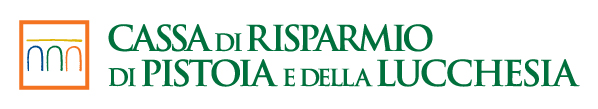 CASSA DI RISPARMIO
DI PISTOIA E DELLA LUCCHESIA